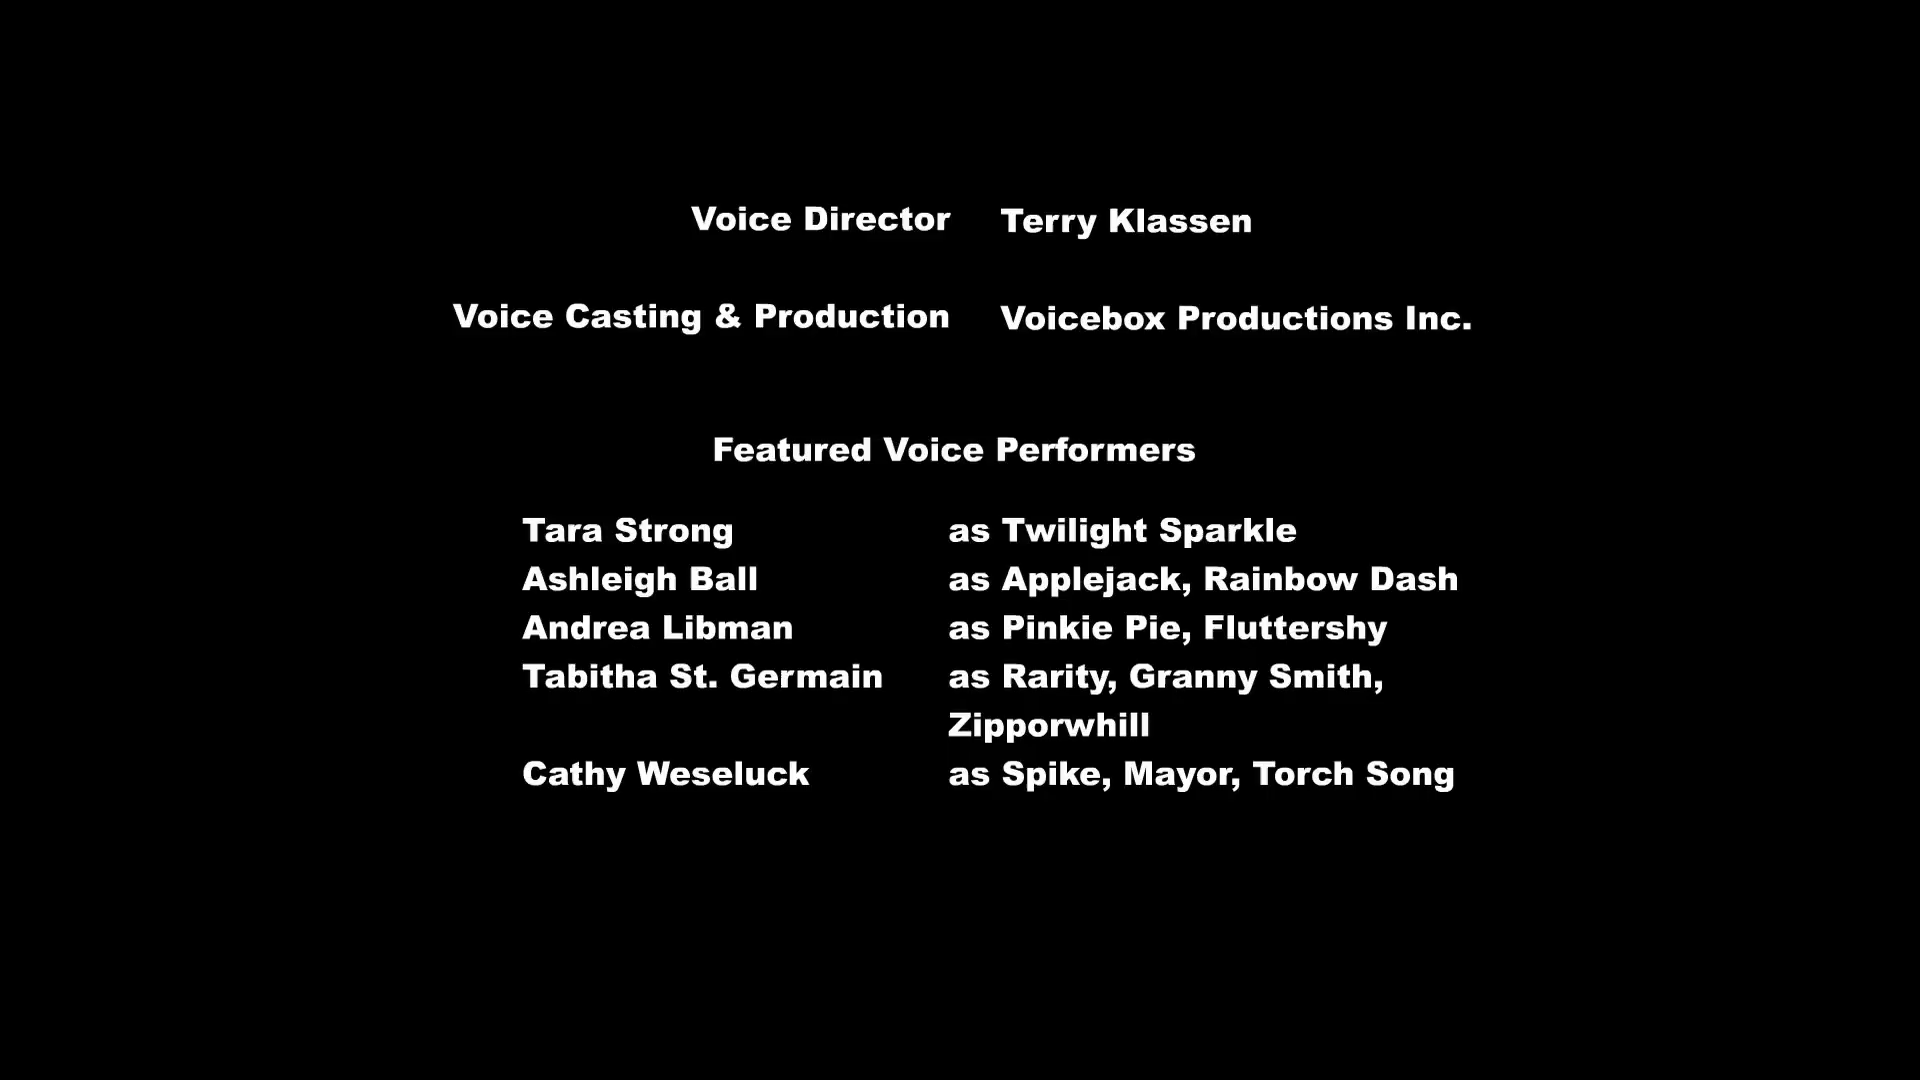 Voice Director Terry Klassen
Voice Casting & Production Voicebox Productions Inc.
Featured Voice Performers
Tara Strong as Twilight Sparkle
Ashleigh Ball as Applejack, Rainbow Dash
Andrea Libman as Pinkie Pie, Fluttershy
Tabitha St. Germain as Rarity, Granny Smith,
Zipporwhill
Cathy Weseluck as Spike, Mayor, Torch Song